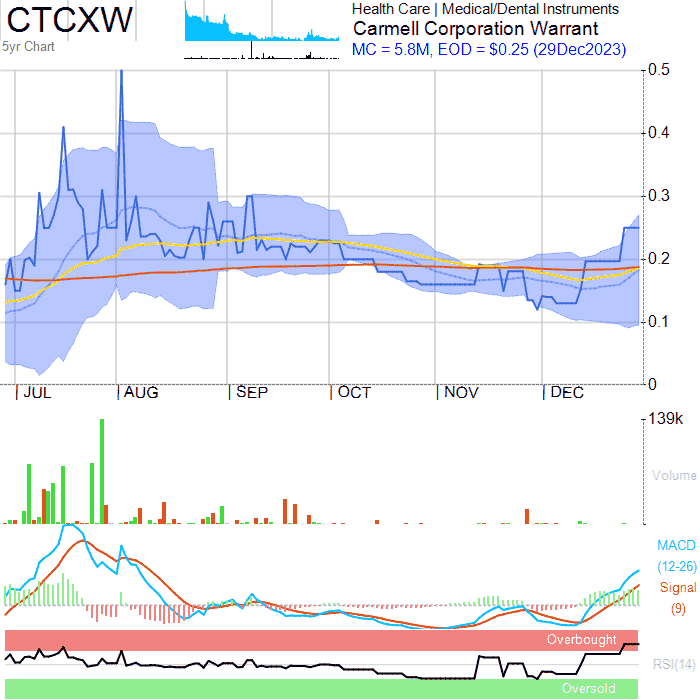 CTCXW
5yr Chart
Health Care | Medical/Dental Instruments
Carmell Corporation Warrant
MC = 5.8M, EOD = $0.25 (29Dec2023)
0.5
0.4
0.3
0.2
0.1
0
JUL AUG SEP OCT NOV DEC
139k
Volume
MACD
(12-26)
Signal
(9)
Overbought
RSI(14)
Oversold